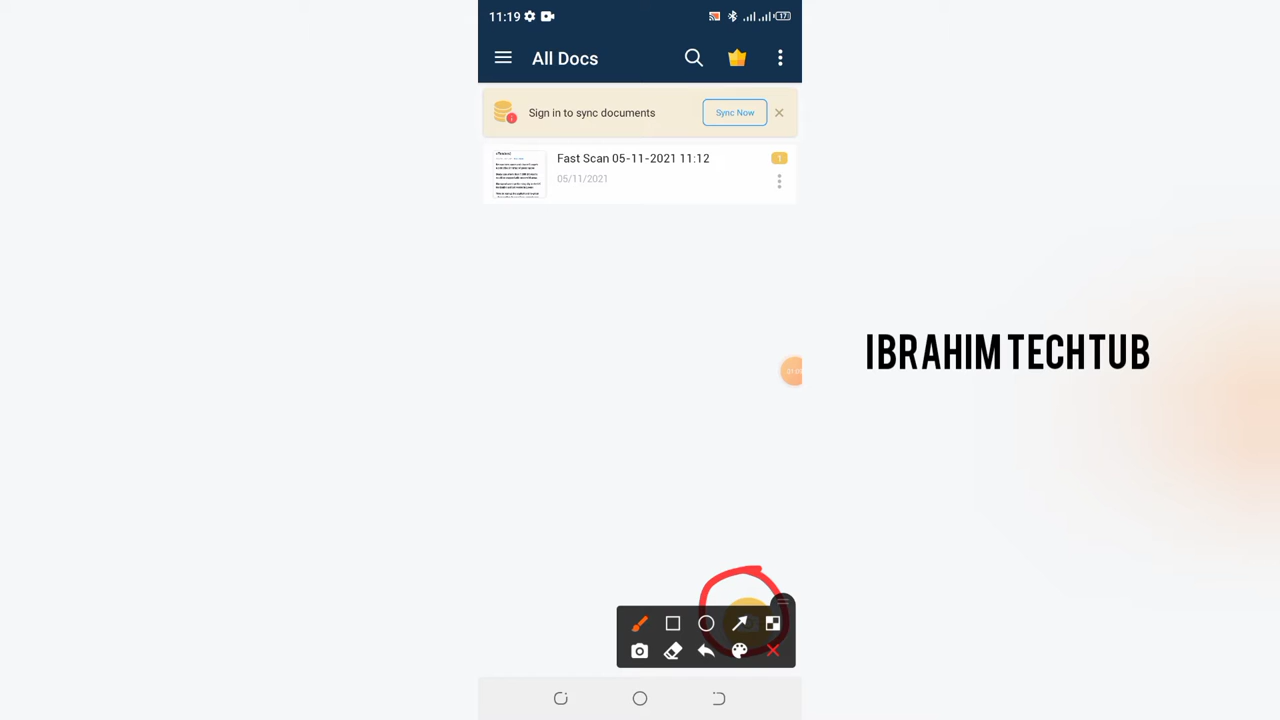 11:19
17
All Docs
Sign in to sync documents
Sync Now
Fast Scan 05-11-2021 11:12
1
05/11/2021
IBRAHIM TECHTUB